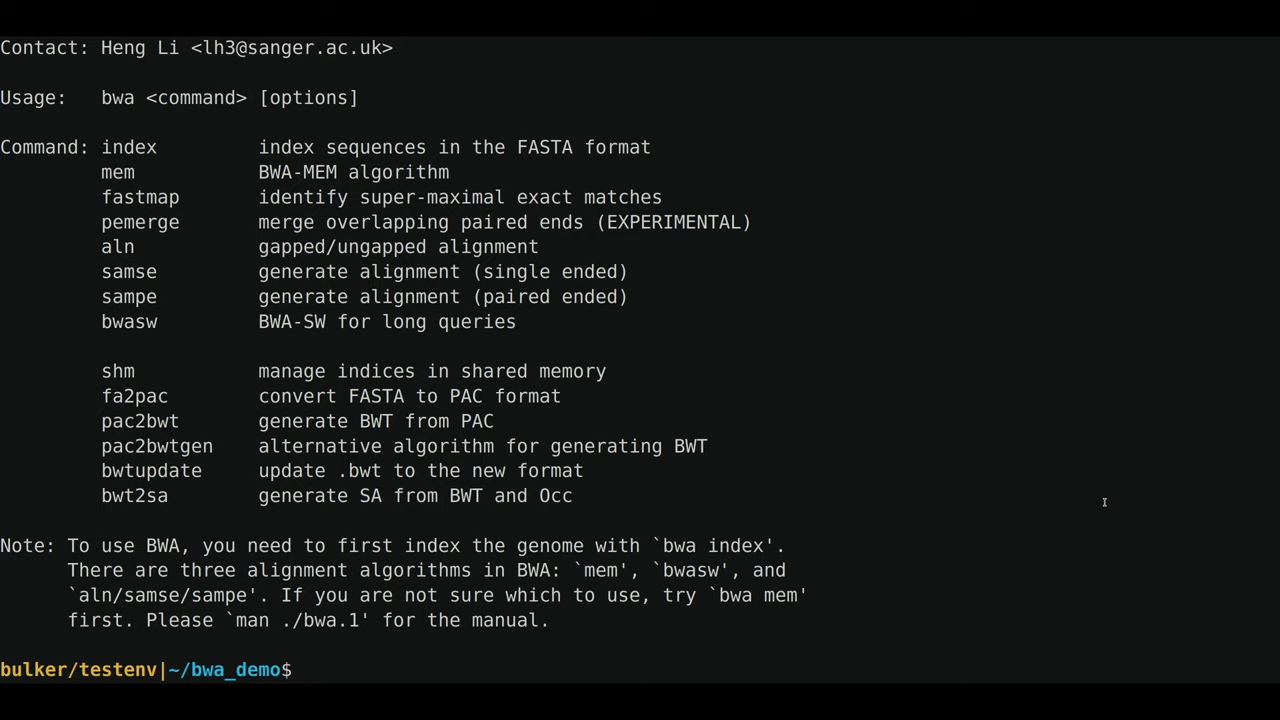 Contact: Heng Li <lh3@sanger.ac.uk>
Usage:   bwa <command> [options]
Command: index         index sequences in the FASTA format
         mem           BWA-MEM algorithm
         fastmap       identify super-maximal exact matches
         pemerge       merge overlapping paired ends (EXPERIMENTAL)
         aln           gapped/ungapped alignment
         samse         generate alignment (single ended)
         sampe         generate alignment (paired ended)
         bwasw         BWA-SW for long queries
         shm           manage indices in shared memory
         fa2pac        convert FASTA to PAC format
         pac2bwt       generate BWT from PAC
         pac2bwtgen    alternative algorithm for generating BWT
         bwtupdate     update .bwt to the new format
         bwt2sa        generate SA from BWT and Occ
Note: To use BWA, you need to first index the genome with `bwa index'.
      There are three alignment algorithms in BWA: `mem', `bwasw', and
      `aln/samse/sampe'. If you are not sure which to use, try `bwa mem'
      first. Please `man ./bwa.1' for the manual.
bulker/testenv|~/bwa_demo$